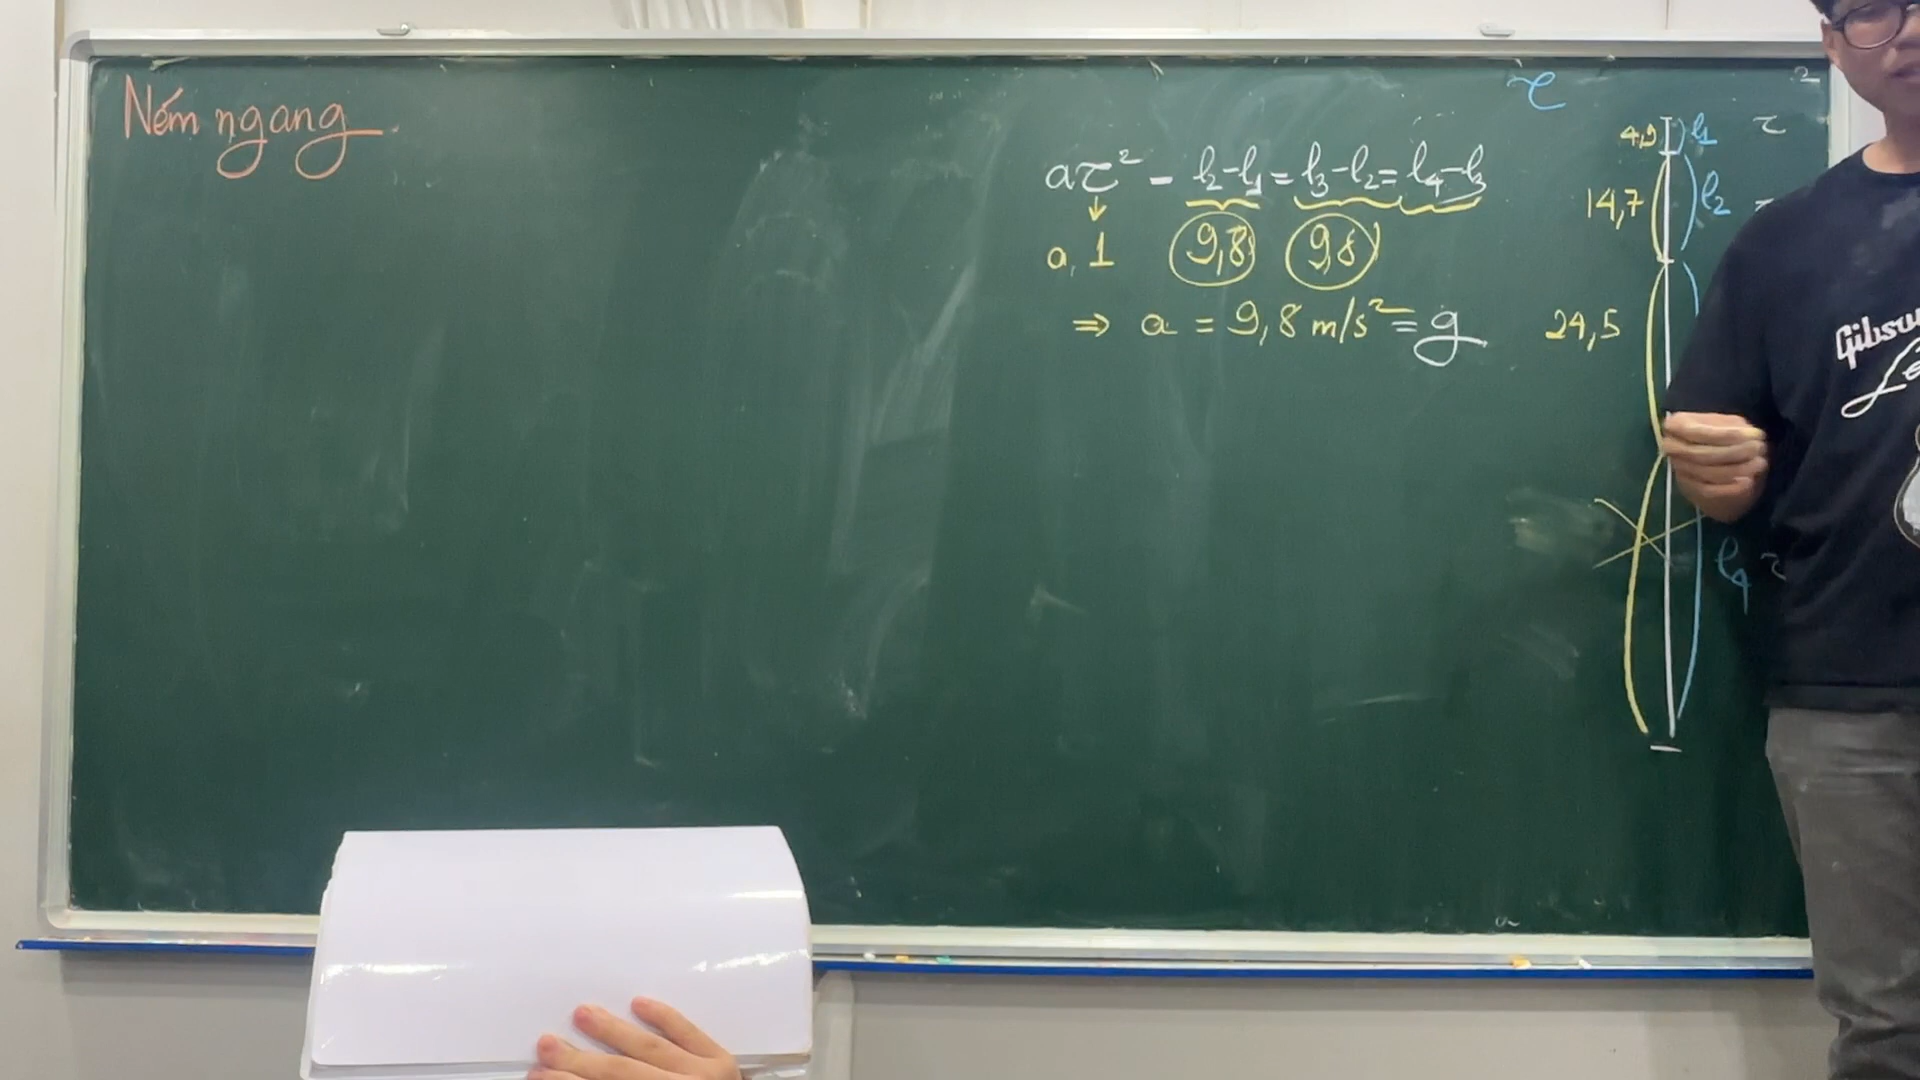 Ném ngang
aτ² = l₂-l₁ = l₃-l₂ = l₄-l₃
a.1 9,8 9,8
⇒ a = 9,8 m/s² = g
τ
4,9 l₁ τ
14,7 l₂
24,5
l₄ τ
Gibson